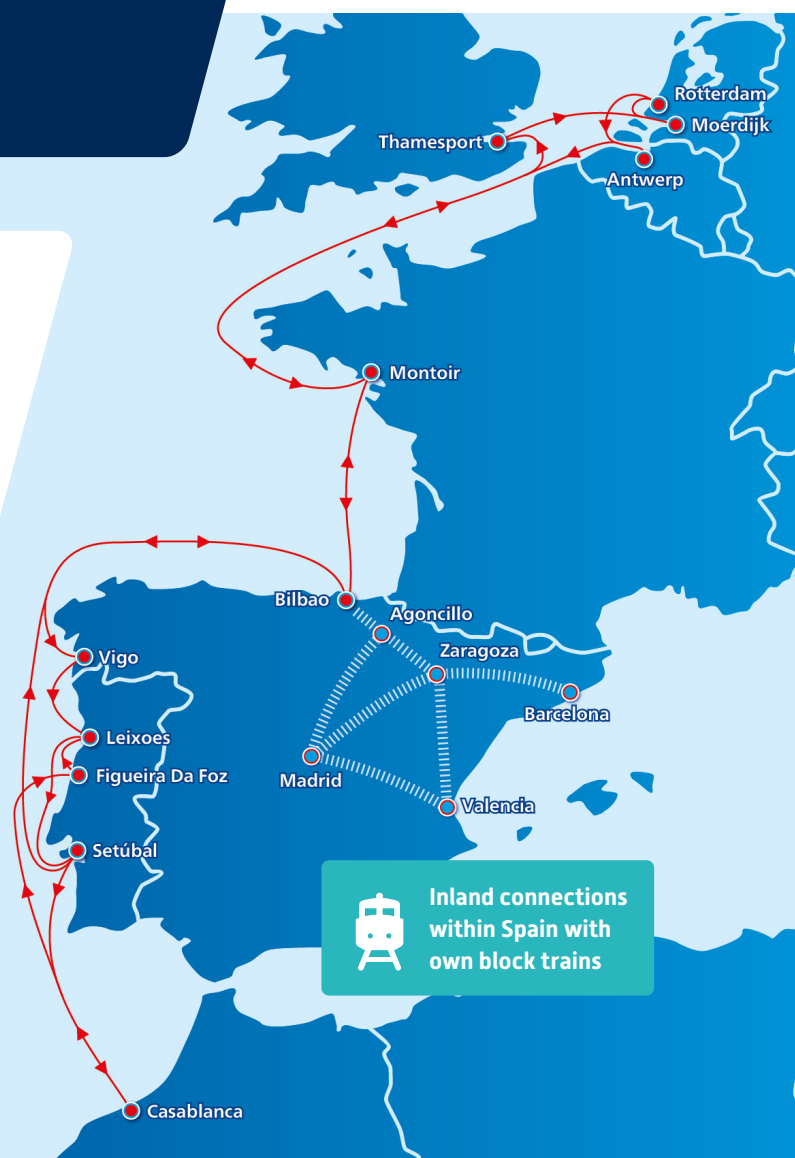 Rotterdam
Moerdijk
Thamesport
Antwerp
Montoir
Bilbao
Agoncillo
Zaragoza
Vigo
Barcelona
Leixoes
Figueira Da Foz
Madrid
Valencia
Setúbal
Inland connections
within Spain with
own block trains
Casablanca